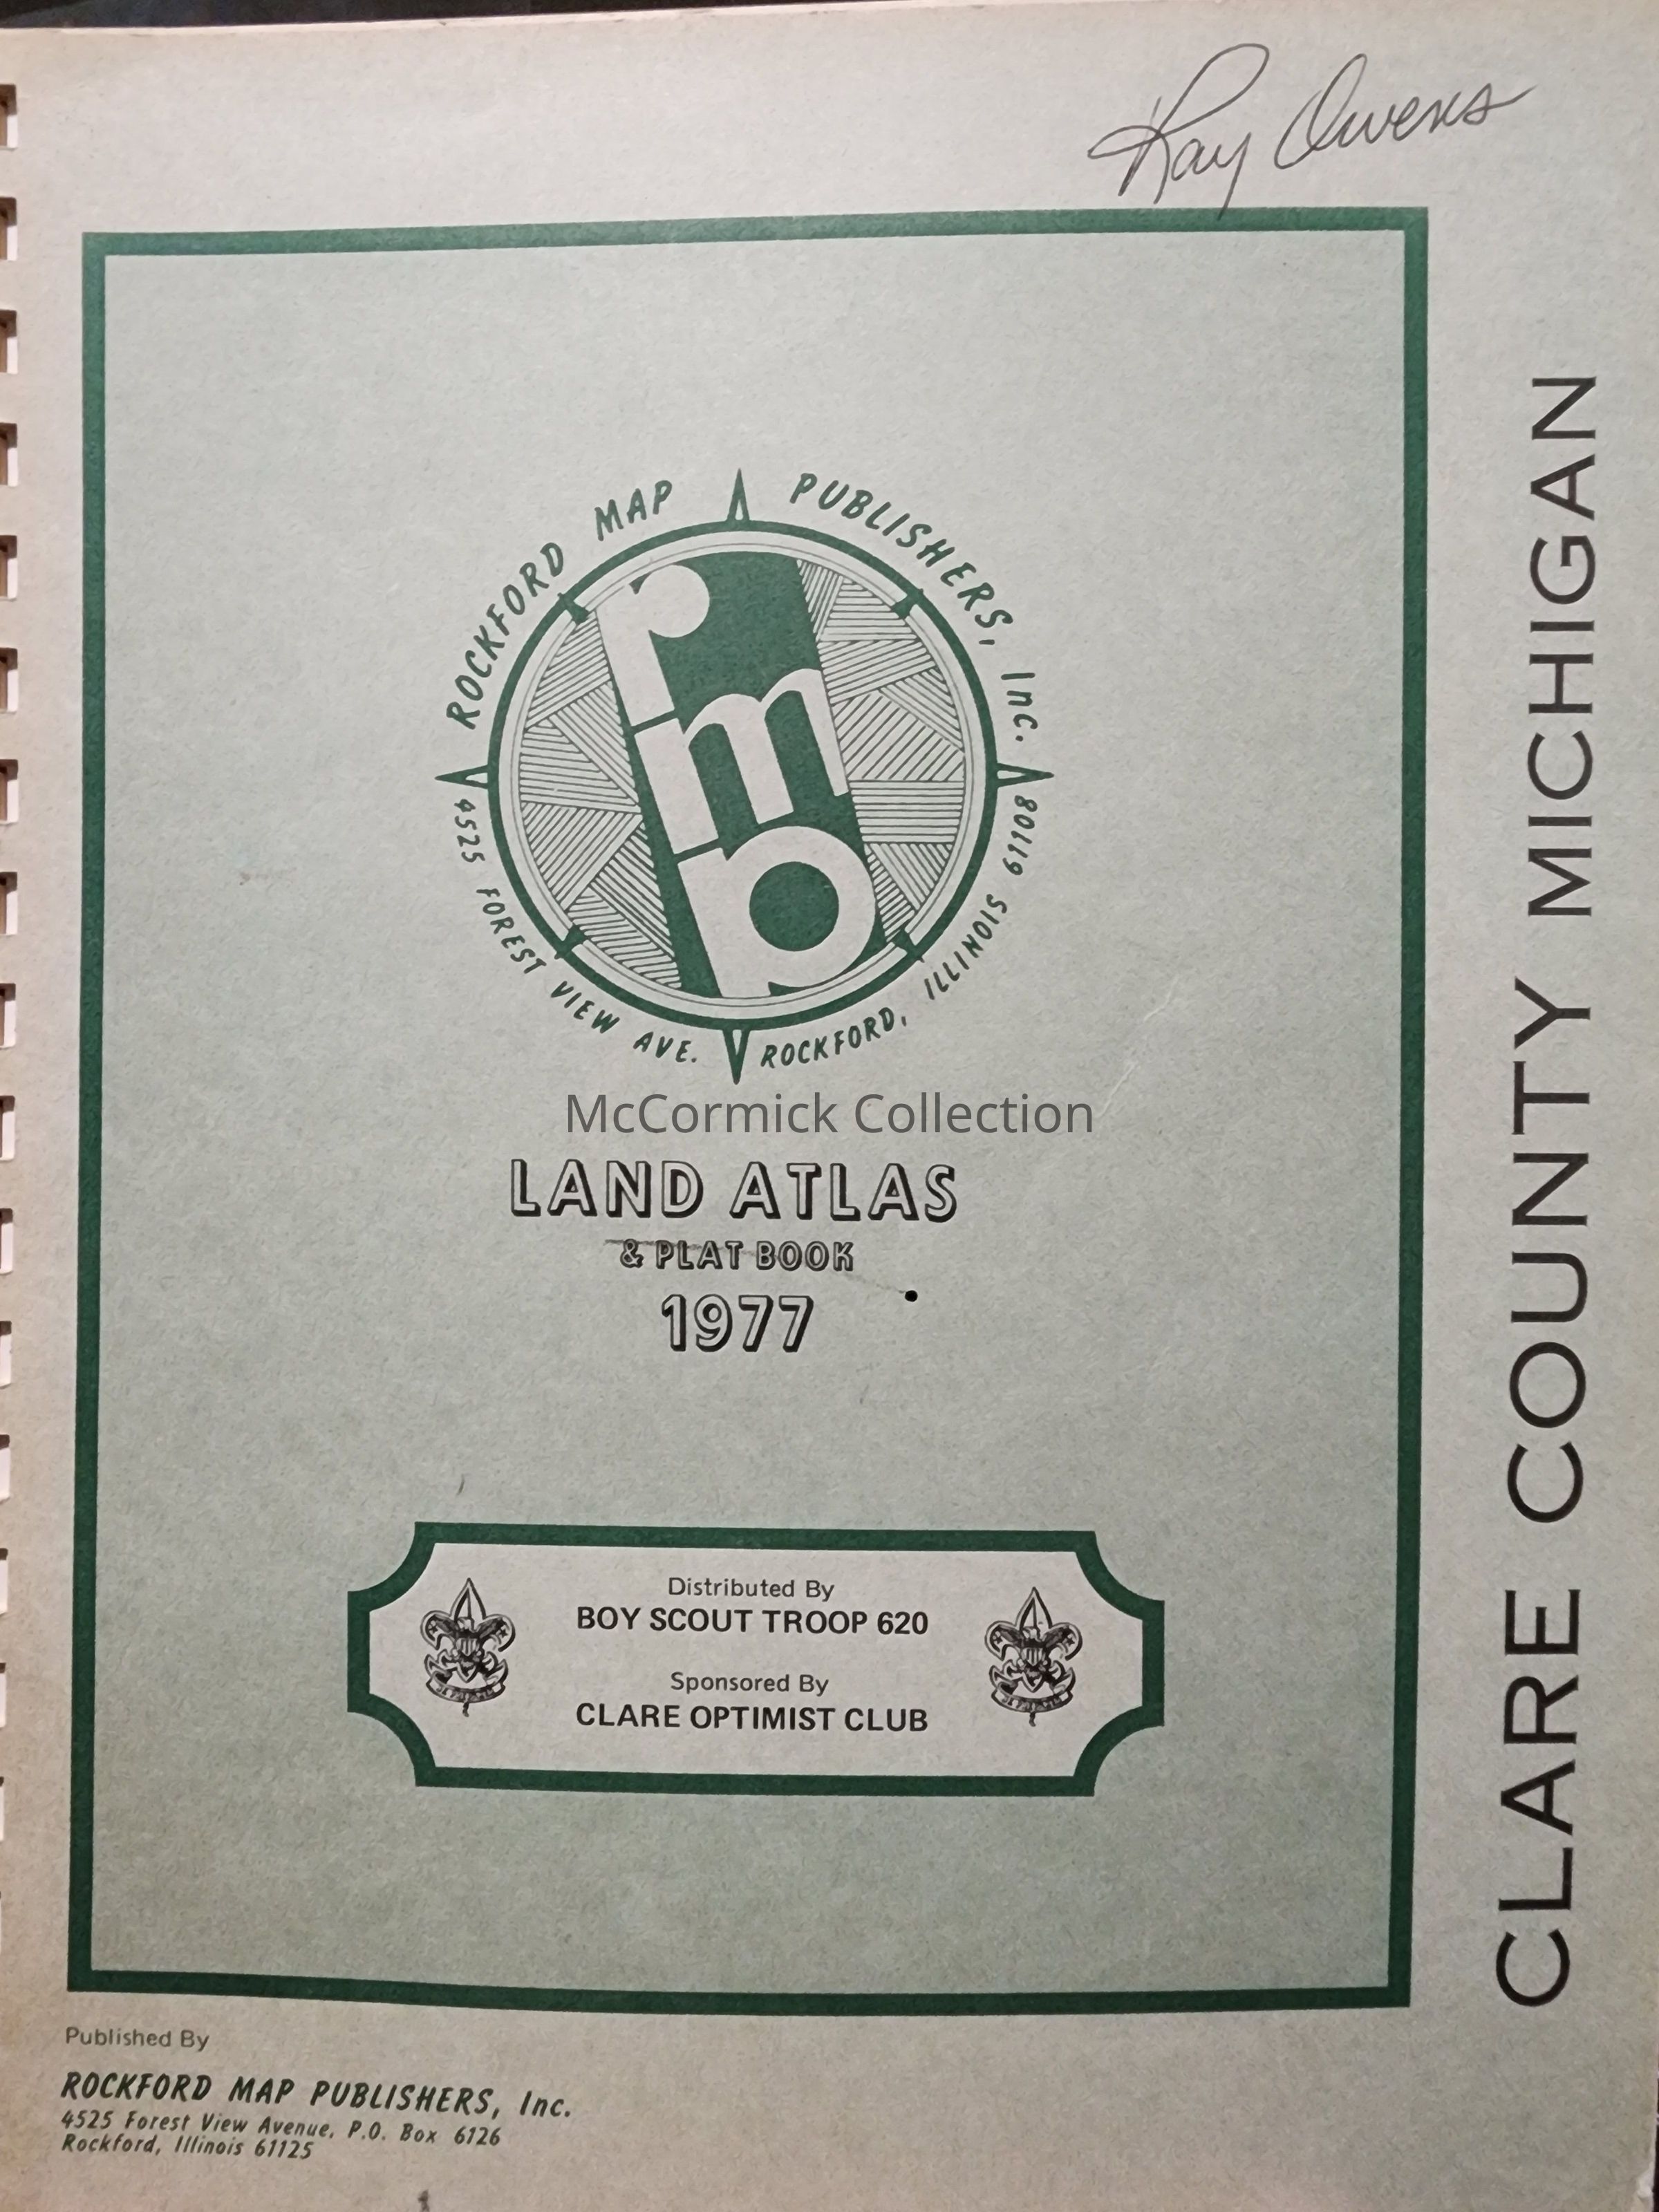 Ray Owens
ROCKFORD MAP PUBLISHERS, Inc.
4525 FOREST VIEW AVE. ROCKFORD, ILLINOIS 61108
rmp
McCormick Collection
LAND ATLAS
& PLAT BOOK
1977
Distributed By
BOY SCOUT TROOP 620
Sponsored By
CLARE OPTIMIST CLUB
CLARE COUNTY MICHIGAN
Published By
ROCKFORD MAP PUBLISHERS, Inc.
4525 Forest View Avenue, P.O. Box 6126
Rockford, Illinois 61125